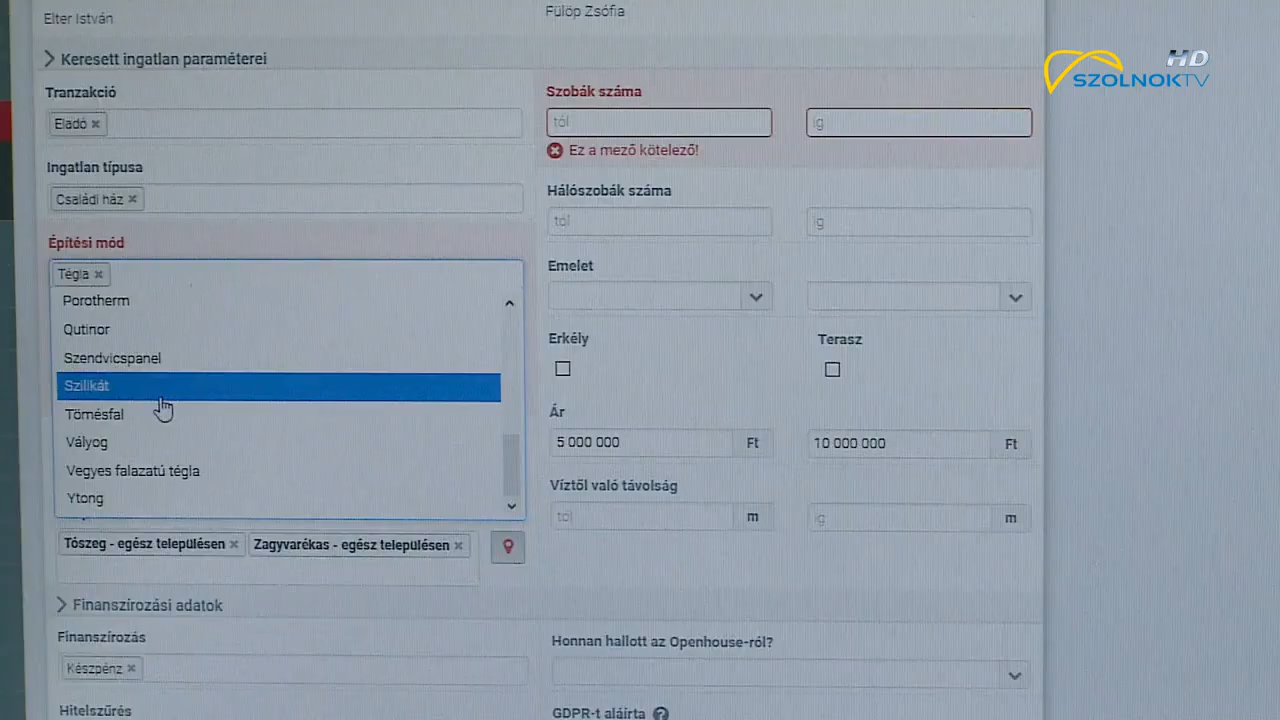 Elter István
Fülöp Zsófia
Keresett ingatlan paraméterei
HD
SZOLNOKTV
Tranzakció
Eladó ×
Szobák száma
tól
ig
Ez a mező kötelező!
Ingatlan típusa
Családi ház ×
Hálószobák száma
tól
ig
Építési mód
Tégla ×
Porotherm
Qutinor
Szendvicspanel
Szilikát
Tömésfal
Vályog
Vegyes falazatú tégla
Ytong
Emelet
Erkély
Terasz
Ár
5 000 000 Ft
10 000 000 Ft
Víztől való távolság
tól m
ig m
Tószeg - egész településen × Zagyvarékas - egész településen ×
Finanszírozási adatok
Finanszírozás
Készpénz ×
Honnan hallott az Openhouse-ról?
Hitelszűrés
GDPR-t aláírta ?